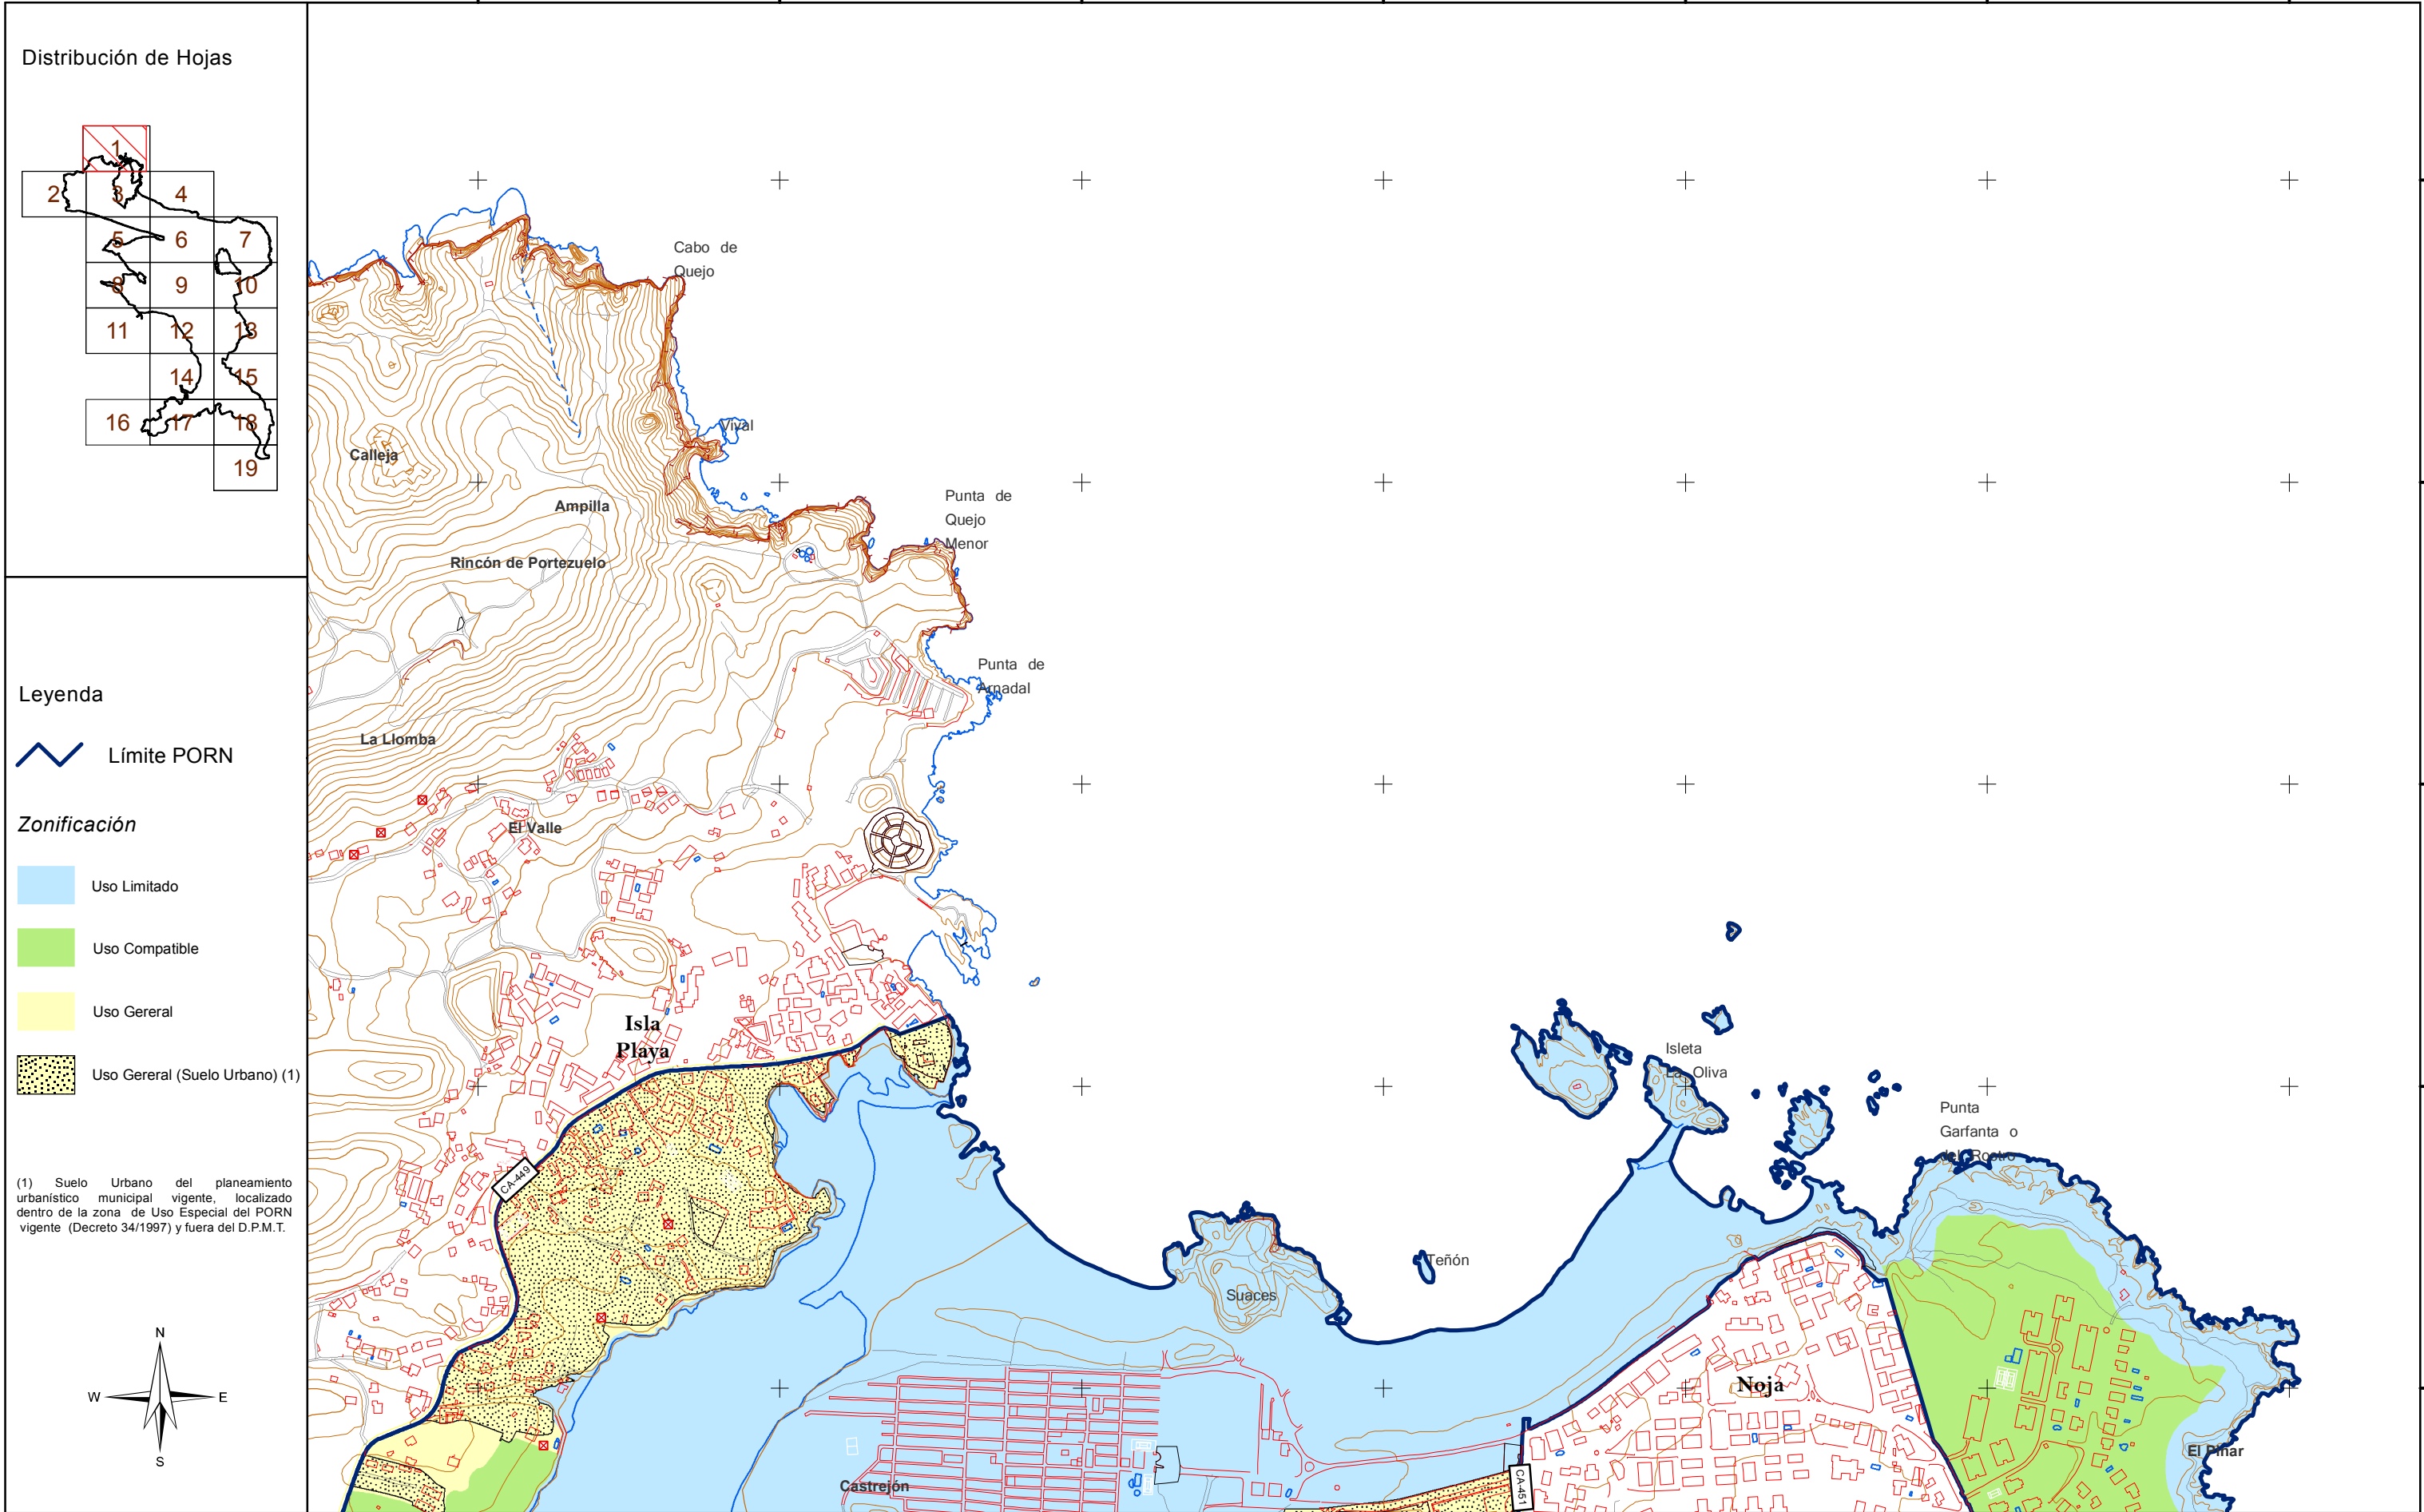 Distribución de Hojas
1
2 3 4
5 6 7
8 9 10
11 12 13
14 15
16 17 18
19
Leyenda
Límite PORN
Zonificación
Uso Limitado
Uso Compatible
Uso Gereral
Uso Gereral (Suelo Urbano) (1)
(1) Suelo Urbano del planeamiento
urbanístico municipal vigente, localizado
dentro de la zona de Uso Especial del PORN
vigente (Decreto 34/1997) y fuera del D.P.M.T.
N
W E
S
Cabo de
Quejo
Vival
Calleja
Ampilla
Punta de
Quejo
Menor
Rincón de Portezuelo
Punta de
Arnadal
La Llomba
El Valle
Isla
Playa
Isleta
La Oliva
Punta
Garfanta o
del Rostro
CA-449
Teñón
Suaces
Noja
El Piñar
Castrejón
CA-451